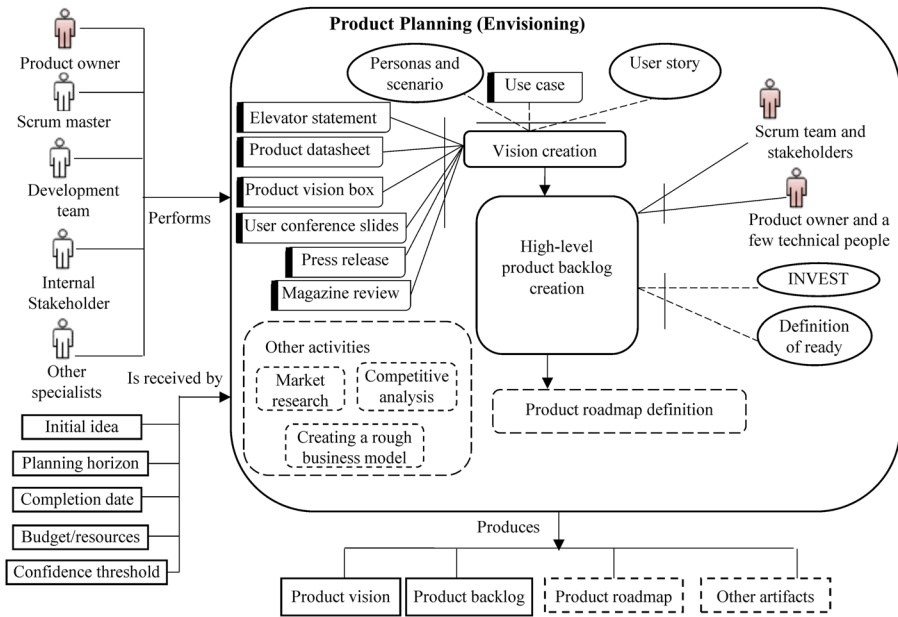 Product Planning (Envisioning)
Product owner
Scrum master
Development
team
Internal
Stakeholder
Other
specialists
Performs
Is received by
Initial idea
Planning horizon
Completion date
Budget/resources
Confidence threshold
Personas and
scenario
Use case
User story
Elevator statement
Product datasheet
Product vision box
User conference slides
Press release
Magazine review
Vision creation
High-level
product backlog
creation
Scrum team and
stakeholders
Product owner and a
few technical people
INVEST
Definition
of ready
Other activities
Market
research
Competitive
analysis
Creating a rough
business model
Product roadmap definition
Produces
Product vision
Product backlog
Product roadmap
Other artifacts